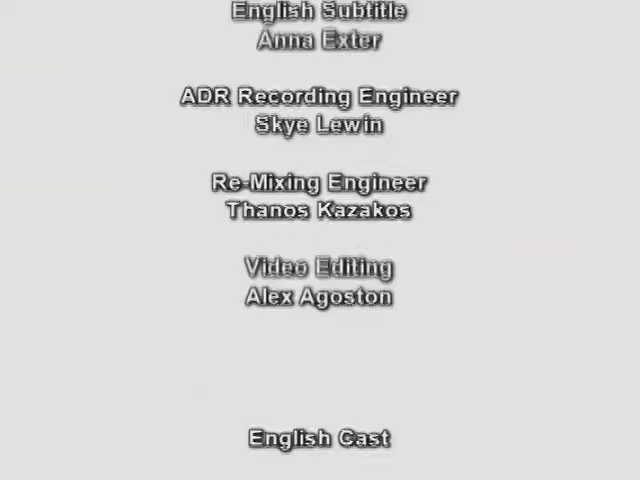 English Subtitle
Anna Exter
ADR Recording Engineer
Skye Lewin
Re-Mixing Engineer
Thanos Kazakos
Video Editing
Alex Agoston
English Cast